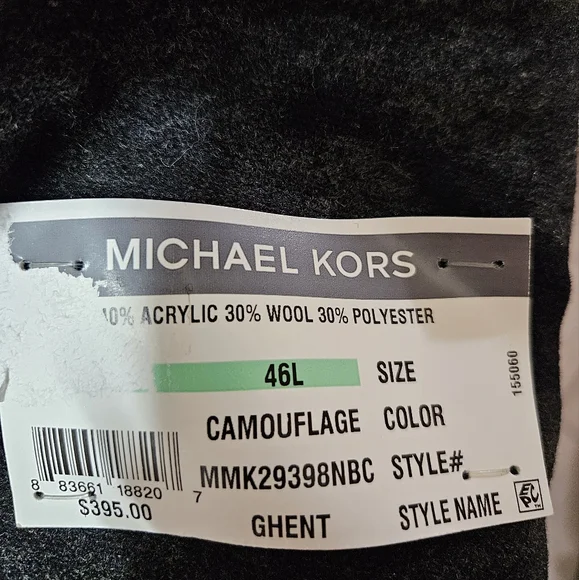 MICHAEL KORS
40% ACRYLIC 30% WOOL 30% POLYESTER
46L SIZE
CAMOUFLAGE COLOR
MMK29398NBC STYLE#
GHENT STYLE NAME
8 83661 18820 7
$395.00
155060